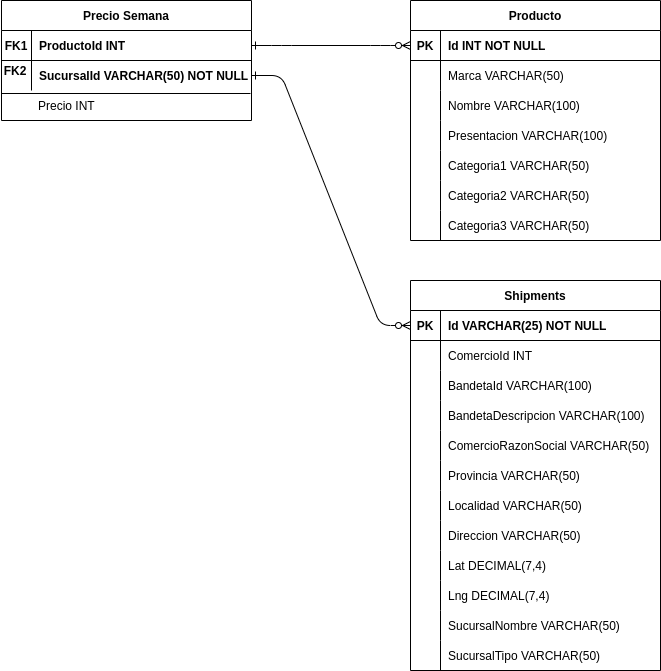 Precio Semana
FK1 ProductoId INT
FK2 SucursalId VARCHAR(50) NOT NULL
Precio INT
Producto
PK Id INT NOT NULL
Marca VARCHAR(50)
Nombre VARCHAR(100)
Presentacion VARCHAR(100)
Categoria1 VARCHAR(50)
Categoria2 VARCHAR(50)
Categoria3 VARCHAR(50)
Shipments
PK Id VARCHAR(25) NOT NULL
ComercioId INT
BandetaId VARCHAR(100)
BandetaDescripcion VARCHAR(100)
ComercioRazonSocial VARCHAR(50)
Provincia VARCHAR(50)
Localidad VARCHAR(50)
Direccion VARCHAR(50)
Lat DECIMAL(7,4)
Lng DECIMAL(7,4)
SucursalNombre VARCHAR(50)
SucursalTipo VARCHAR(50)